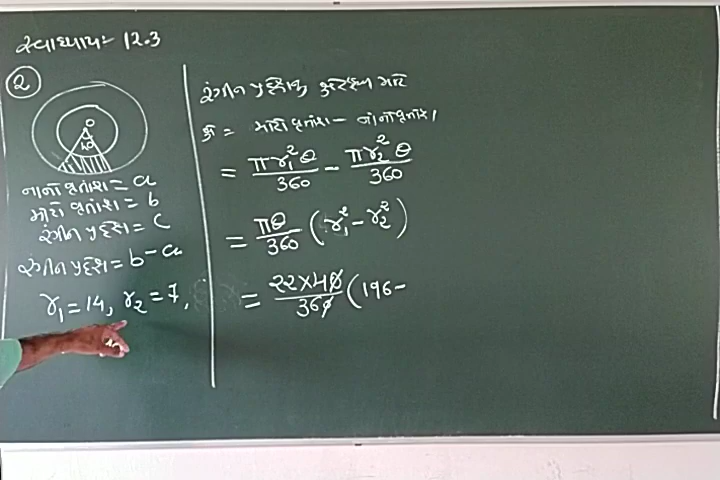 સ્વાધ્યાય 12.3
2
O
40
નાનો વૃતાંશ = a
મોટો વૃતાંશ = b
રંગીન પ્રદેશ = c
રંગીન પ્રદેશ = b - a
r₁ = 14, r₂ = 7,
રંગીન પ્રદેશનું ક્ષેત્રફળ માટે
ક્ષે = મોટો વૃતાંશ - નાનો વૃતાંશ
= πr₁²θ/360 - πr₂²θ/360
= πθ/360 (r₁² - r₂²)
= 22×40/360 (196 -